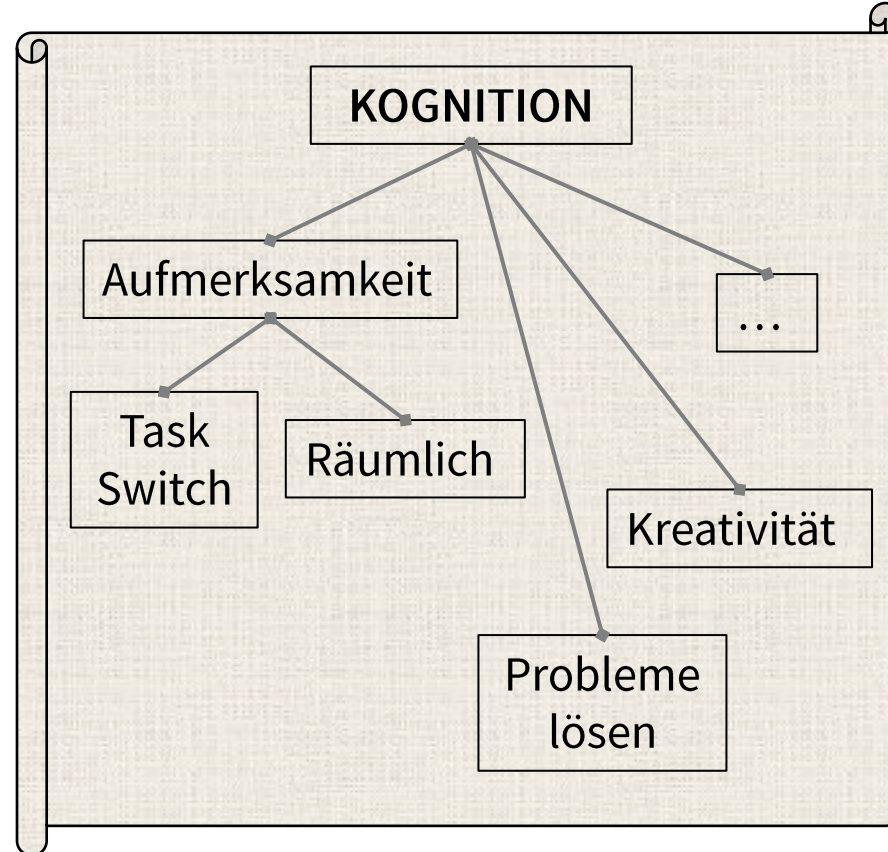 KOGNITION
Aufmerksamkeit
...
Task
Switch
Räumlich
Kreativität
Probleme
lösen